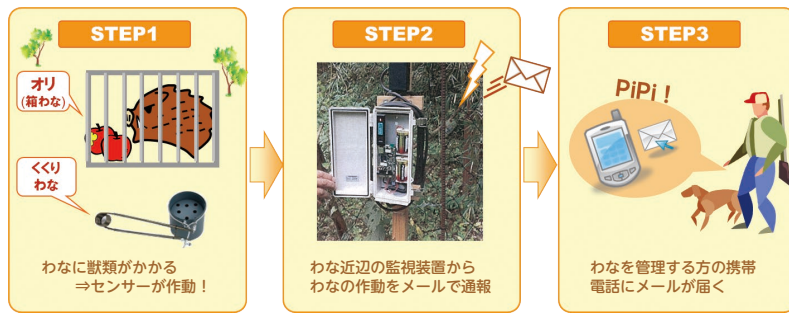 STEP1
オリ
(箱わな)
くくり
わな
わなに獣類がかかる
⇒センサーが作動！
STEP2
わな近辺の監視装置から
わなの作動をメールで通報
STEP3
PiPi！
わなを管理する方の携帯
電話にメールが届く